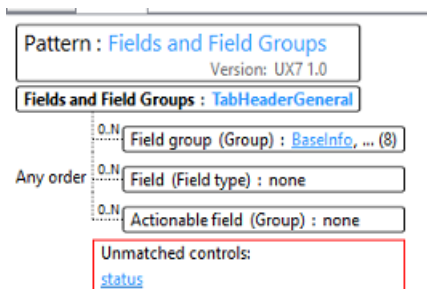 Pattern : Fields and Field Groups
Version: UX7 1.0
Fields and Field Groups : TabHeaderGeneral
0..N Field group (Group) : BaseInfo, ... (8)
Any order 0..N Field (Field type) : none
0..N Actionable field (Group) : none
Unmatched controls:
status